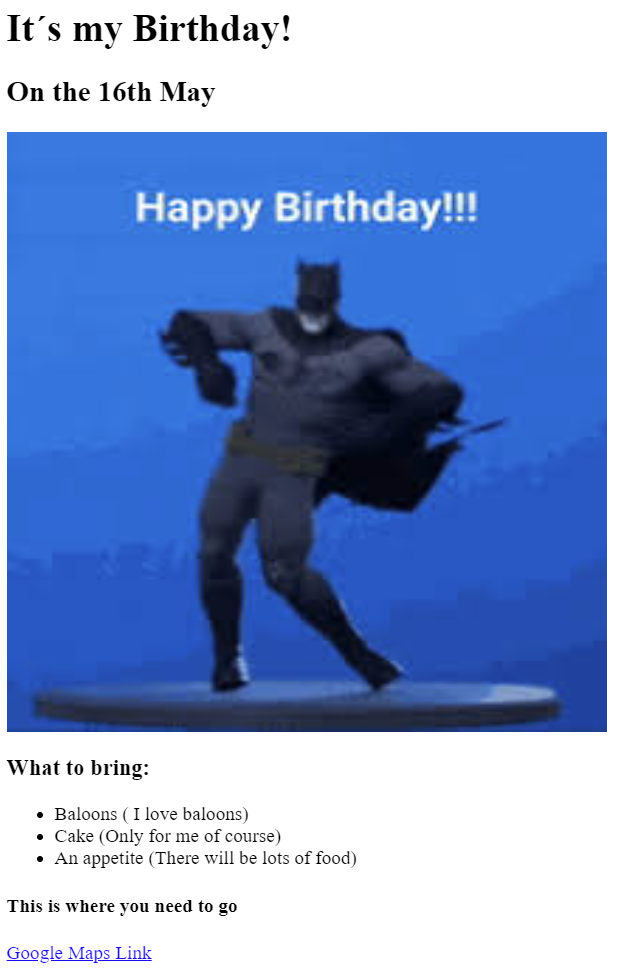 It´s my Birthday!
On the 16th May
Happy Birthday!!!
What to bring:
Baloons ( I love baloons)
Cake (Only for me of course)
An appetite (There will be lots of food)
This is where you need to go
Google Maps Link